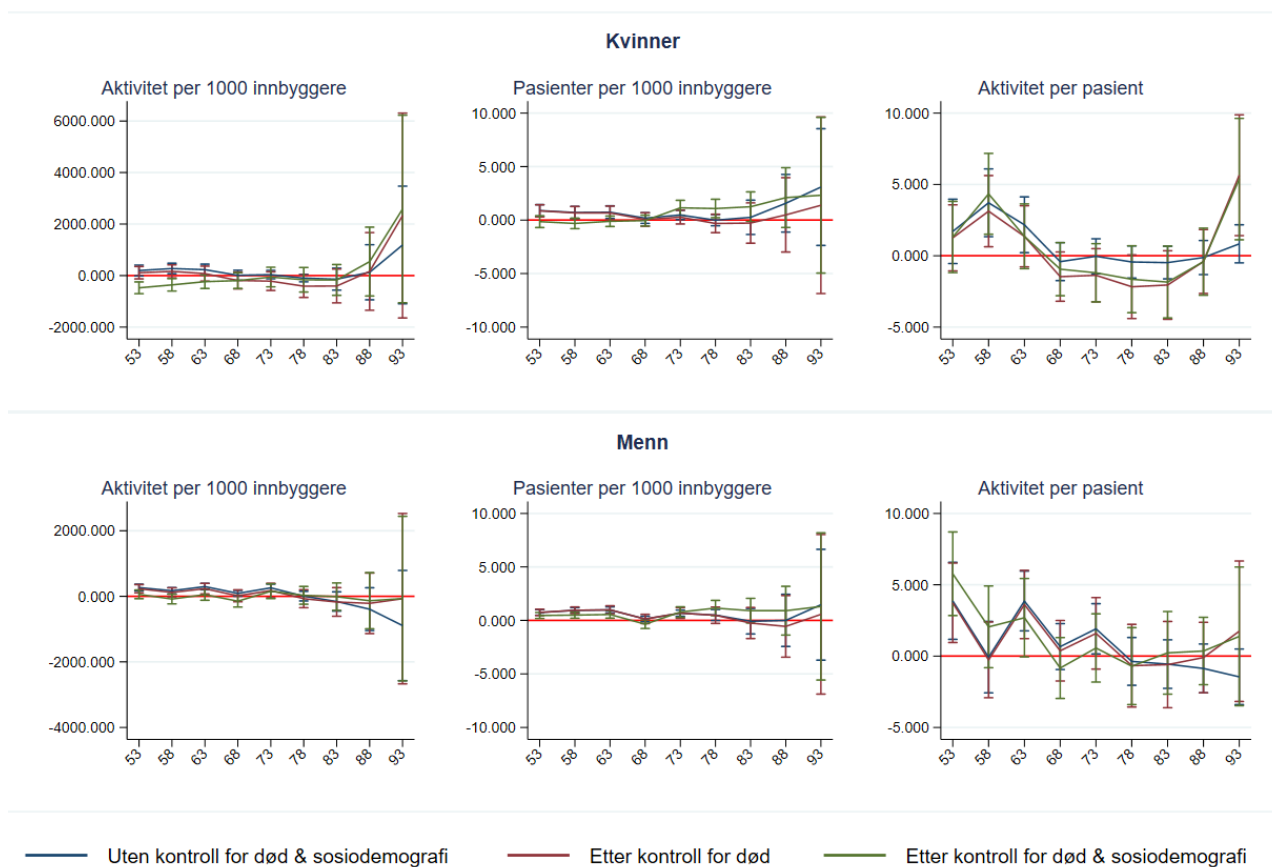 Kvinner
Aktivitet per 1000 innbyggere
6000.000
4000.000
2000.000
0.000
-2000.000
53 58 63 68 73 78 83 88 93
Pasienter per 1000 innbyggere
10.000
5.000
0.000
-5.000
-10.000
53 58 63 68 73 78 83 88 93
Aktivitet per pasient
10.000
5.000
0.000
-5.000
53 58 63 68 73 78 83 88 93
Menn
Aktivitet per 1000 innbyggere
2000.000
0.000
-2000.000
-4000.000
53 58 63 68 73 78 83 88 93
Pasienter per 1000 innbyggere
10.000
5.000
0.000
-5.000
-10.000
53 58 63 68 73 78 83 88 93
Aktivitet per pasient
10.000
5.000
0.000
-5.000
53 58 63 68 73 78 83 88 93
Uten kontroll for død & sosiodemografi Etter kontroll for død Etter kontroll for død & sosiodemografi